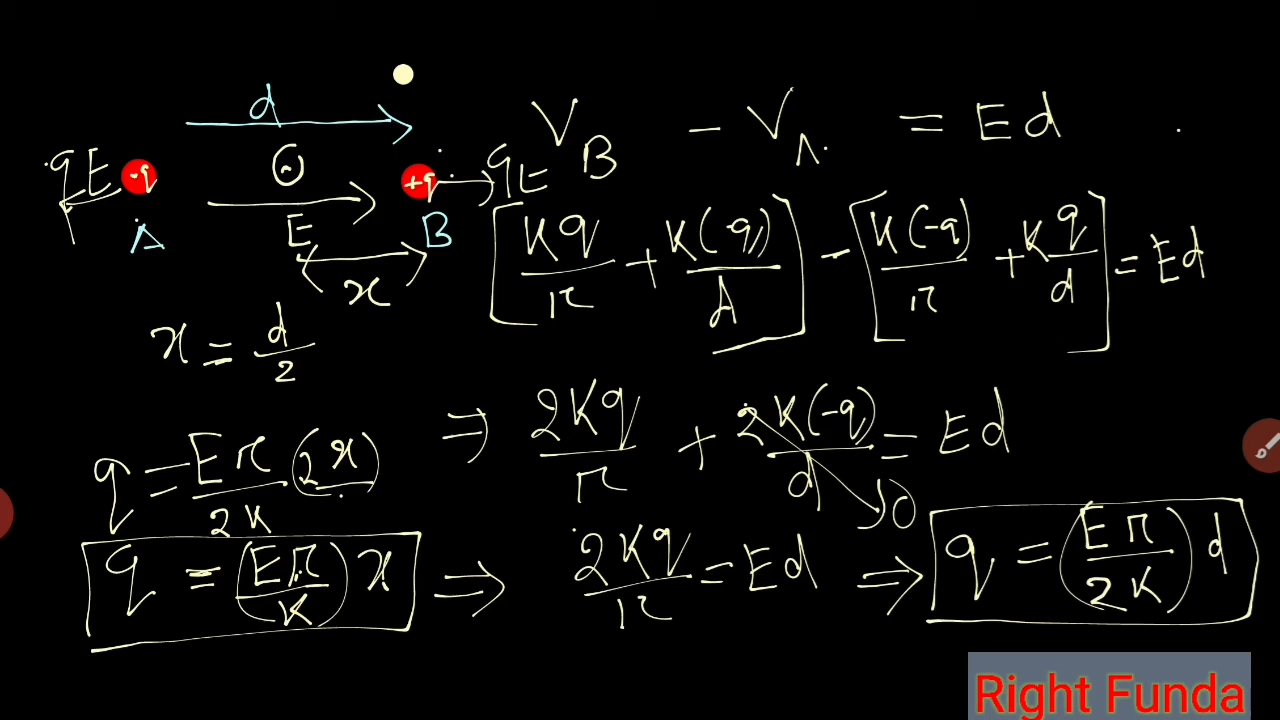 d
V_B - V_A = Ed
qE -q +q qE
A E B
x
[Kq/r + K(-q)/d] - [K(-q)/r + Kq/d] = Ed
x = d/2
⇒ 2Kq/r + 2K(-q)/d = Ed
0
q = Er/2K (2x)
q = (Er/K) x ⇒ 2Kq/r = Ed ⇒ q = (Er/2K) d
Right Funda